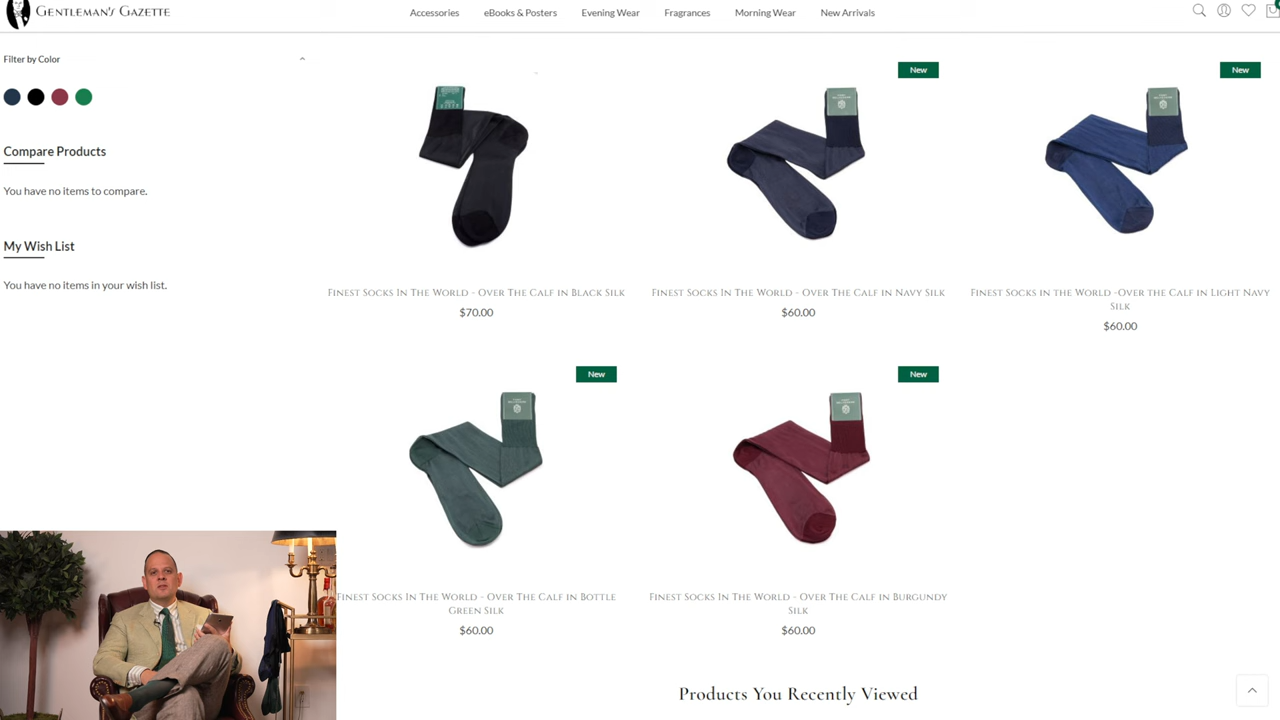 Gentleman's Gazette
Accessories
eBooks & Posters
Evening Wear
Fragrances
Morning Wear
New Arrivals
Filter by Color
Compare Products
You have no items to compare.
My Wish List
You have no items in your wish list.
Finest Socks In The World - Over The Calf in Black Silk
$70.00
New
Finest Socks In The World - Over The Calf in Navy Silk
$60.00
New
Finest Socks in the World -Over the Calf in Light Navy
Silk
$60.00
New
Finest Socks In The World - Over The Calf in Bottle
Green Silk
$60.00
New
Finest Socks In The World - Over The Calf in Burgundy
Silk
$60.00
Products You Recently Viewed